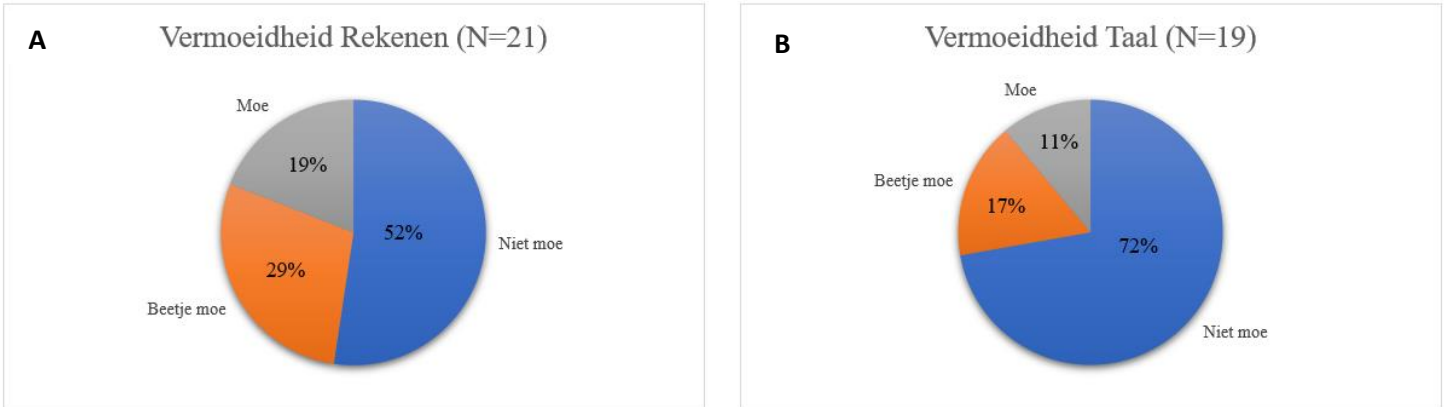 A
Vermoeidheid Rekenen (N=21)
Moe
19%
52%
Niet moe
29%
Beetje moe
B
Vermoeidheid Taal (N=19)
Moe
11%
Beetje moe
17%
72%
Niet moe